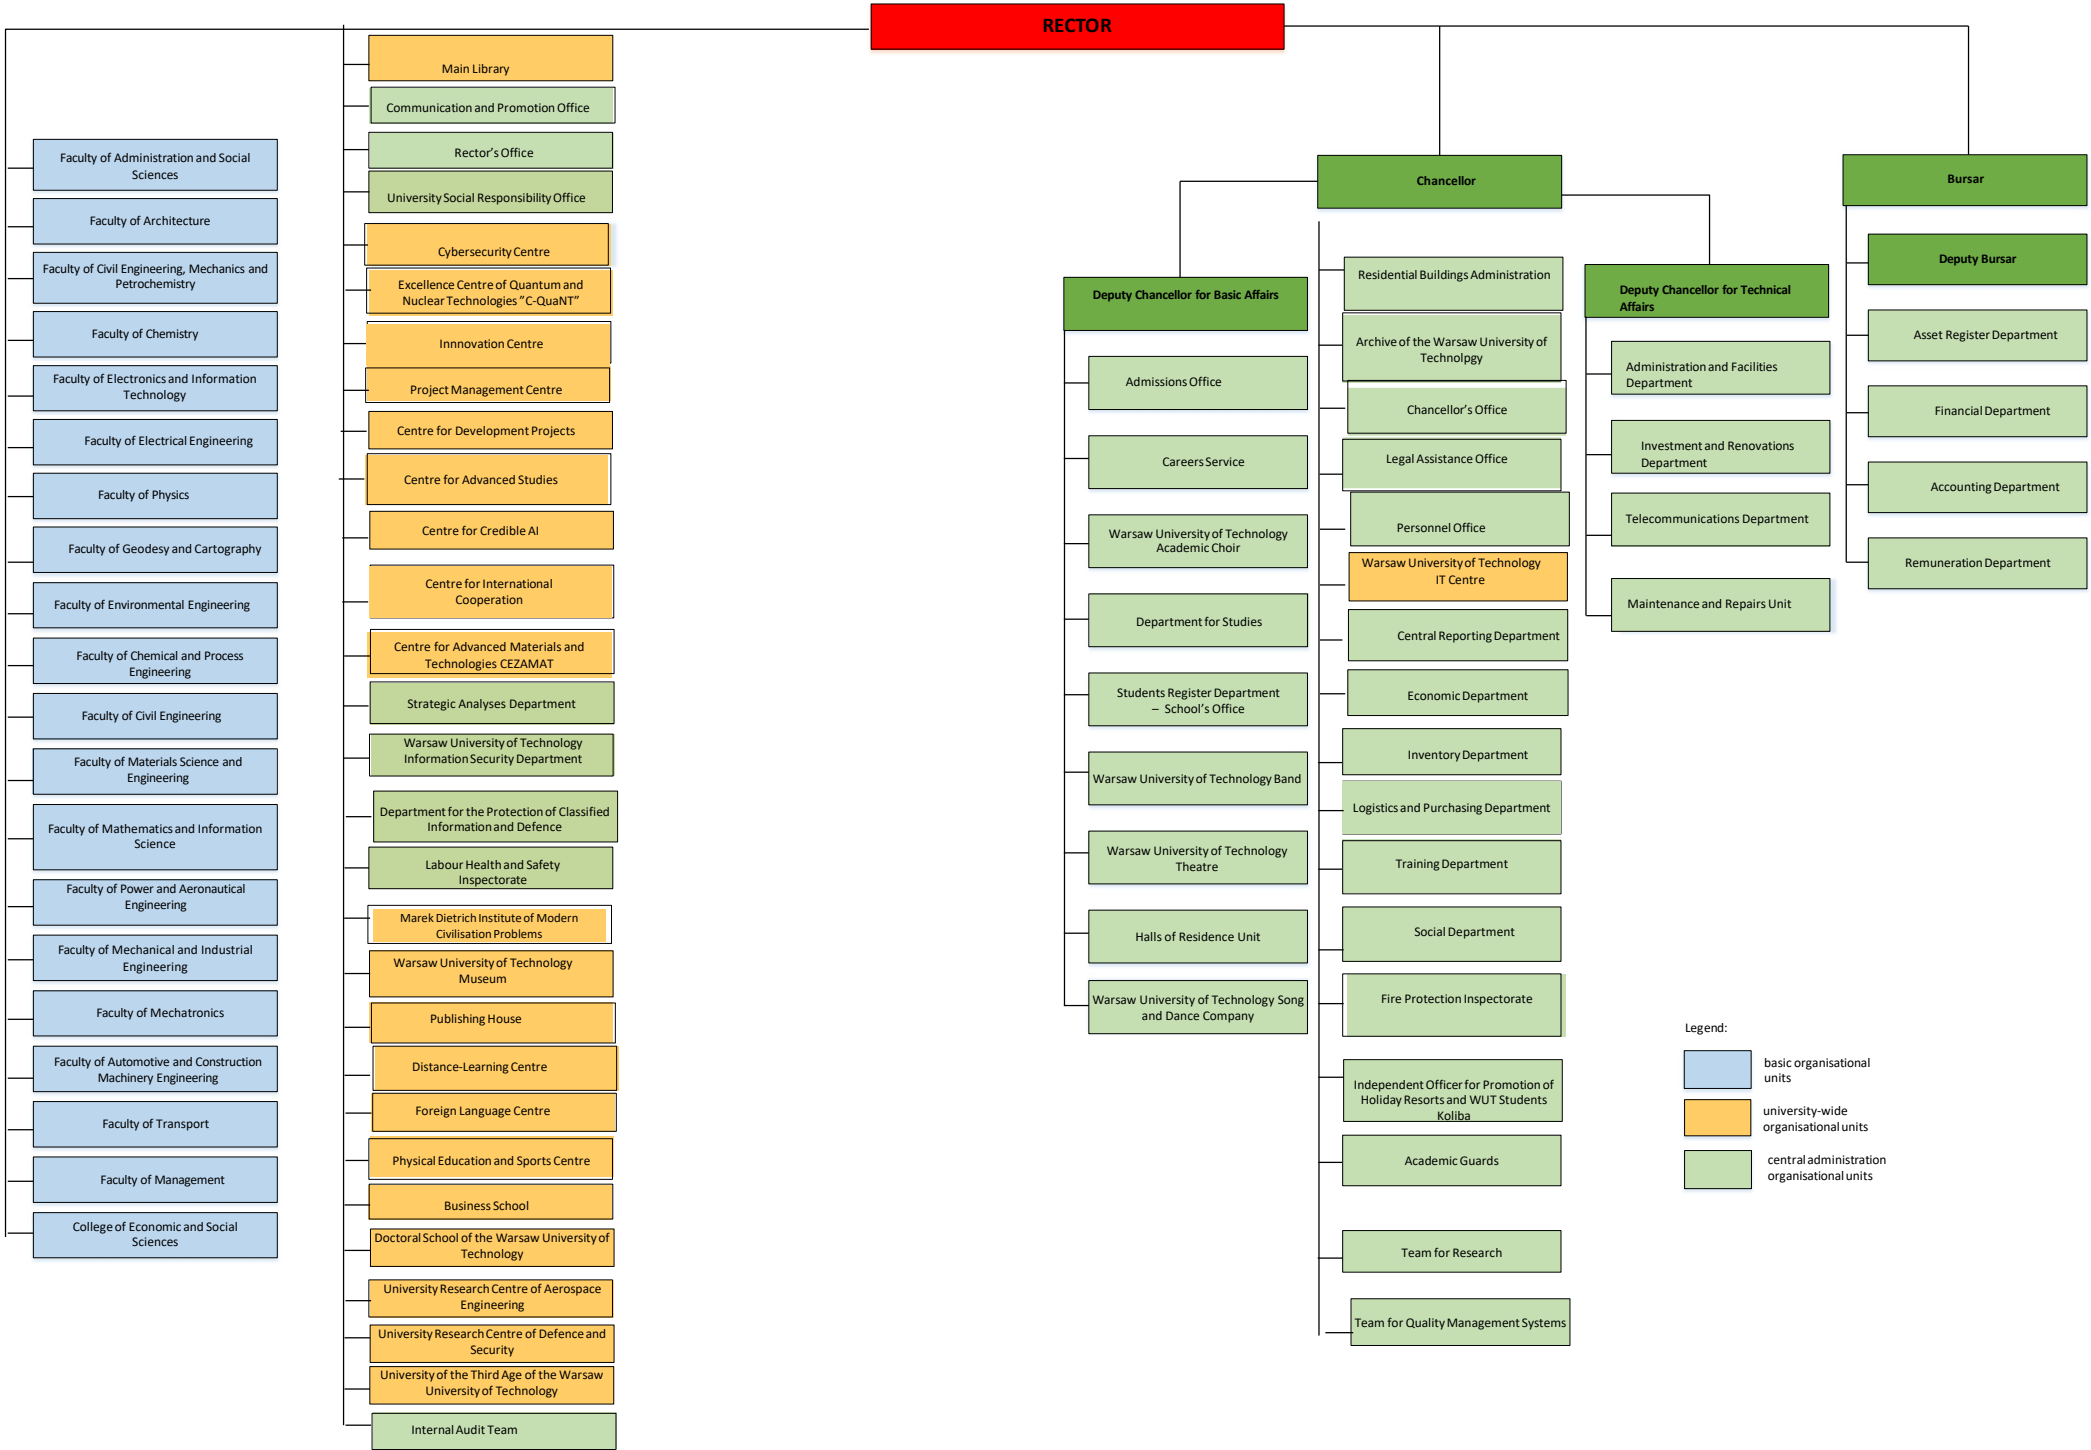 RECTOR
Main Library
Communication and Promotion Office
Rector's Office
University Social Responsibility Office
Cybersecurity Centre
Excellence Centre of Quantum and
Nuclear Technologies "C-QuaNT"
Innnovation Centre
Project Management Centre
Centre for Development Projects
Centre for Advanced Studies
Centre for Credible AI
Centre for International
Cooperation
Centre for Advanced Materials and
Technologies CEZAMAT
Strategic Analyses Department
Warsaw University of Technology
Information Security Department
Department for the Protection of Classified
Information and Defence
Labour Health and Safety
Inspectorate
Marek Dietrich Institute of Modern
Civilisation Problems
Warsaw University of Technology
Museum
Publishing House
Distance-Learning Centre
Foreign Language Centre
Physical Education and Sports Centre
Business School
Doctoral School of the Warsaw University of
Technology
University Research Centre of Aerospace
Engineering
University Research Centre of Defence and
Security
University of the Third Age of the Warsaw
University of Technology
Internal Audit Team
Faculty of Administration and Social
Sciences
Faculty of Architecture
Faculty of Civil Engineering, Mechanics and
Petrochemistry
Faculty of Chemistry
Faculty of Electronics and Information
Technology
Faculty of Electrical Engineering
Faculty of Physics
Faculty of Geodesy and Cartography
Faculty of Environmental Engineering
Faculty of Chemical and Process
Engineering
Faculty of Civil Engineering
Faculty of Materials Science and
Engineering
Faculty of Mathematics and Information
Science
Faculty of Power and Aeronautical
Engineering
Faculty of Mechanical and Industrial
Engineering
Faculty of Mechatronics
Faculty of Automotive and Construction
Machinery Engineering
Faculty of Transport
Faculty of Management
College of Economic and Social
Sciences
Chancellor
Deputy Chancellor for Basic Affairs
Admissions Office
Careers Service
Warsaw University of Technology
Academic Choir
Department for Studies
Students Register Department
– School's Office
Warsaw University of Technology Band
Warsaw University of Technology
Theatre
Halls of Residence Unit
Warsaw University of Technology Song
and Dance Company
Residential Buildings Administration
Archive of the Warsaw University of
Technolpgy
Chancellor's Office
Legal Assistance Office
Personnel Office
Warsaw University of Technology
IT Centre
Central Reporting Department
Economic Department
Inventory Department
Logistics and Purchasing Department
Training Department
Social Department
Fire Protection Inspectorate
Independent Officer for Promotion of
Holiday Resorts and WUT Students
Koliba
Academic Guards
Team for Research
Team for Quality Management Systems
Deputy Chancellor for Technical
Affairs
Administration and Facilities
Department
Investment and Renovations
Department
Telecommunications Department
Maintenance and Repairs Unit
Bursar
Deputy Bursar
Asset Register Department
Financial Department
Accounting Department
Remuneration Department
Legend:
basic organisational
units
university-wide
organisational units
central administration
organisational units